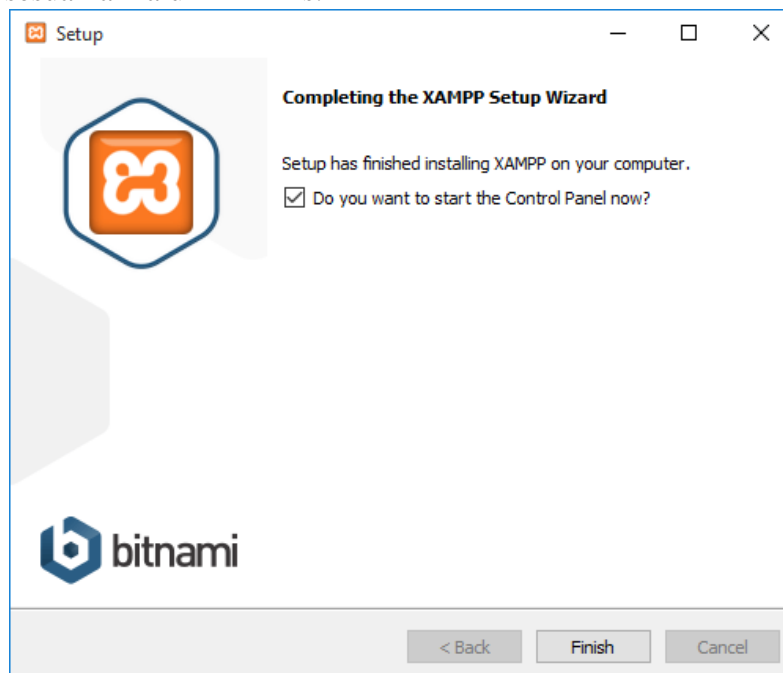 Setup
Completing the XAMPP Setup Wizard
Setup has finished installing XAMPP on your computer.
Do you want to start the Control Panel now?
bitnami
< Back
Finish
Cancel